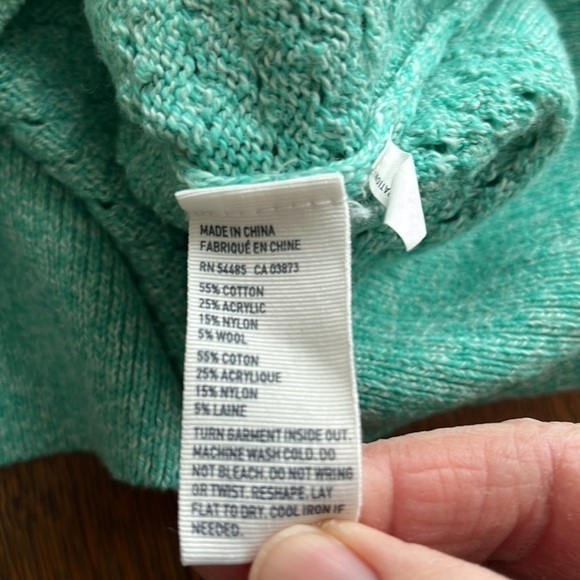 MADE IN CHINA
FABRIQUÉ EN CHINE
RN 54485 CA 03873
55% COTTON
25% ACRYLIC
15% NYLON
5% WOOL
55% COTON
25% ACRYLIQUE
15% NYLON
5% LAINE
TURN GARMENT INSIDE OUT.
MACHINE WASH COLD. DO
NOT BLEACH. DO NOT WRING
OR TWIST. RESHAPE. LAY
FLAT TO DRY. COOL IRON IF
NEEDED.